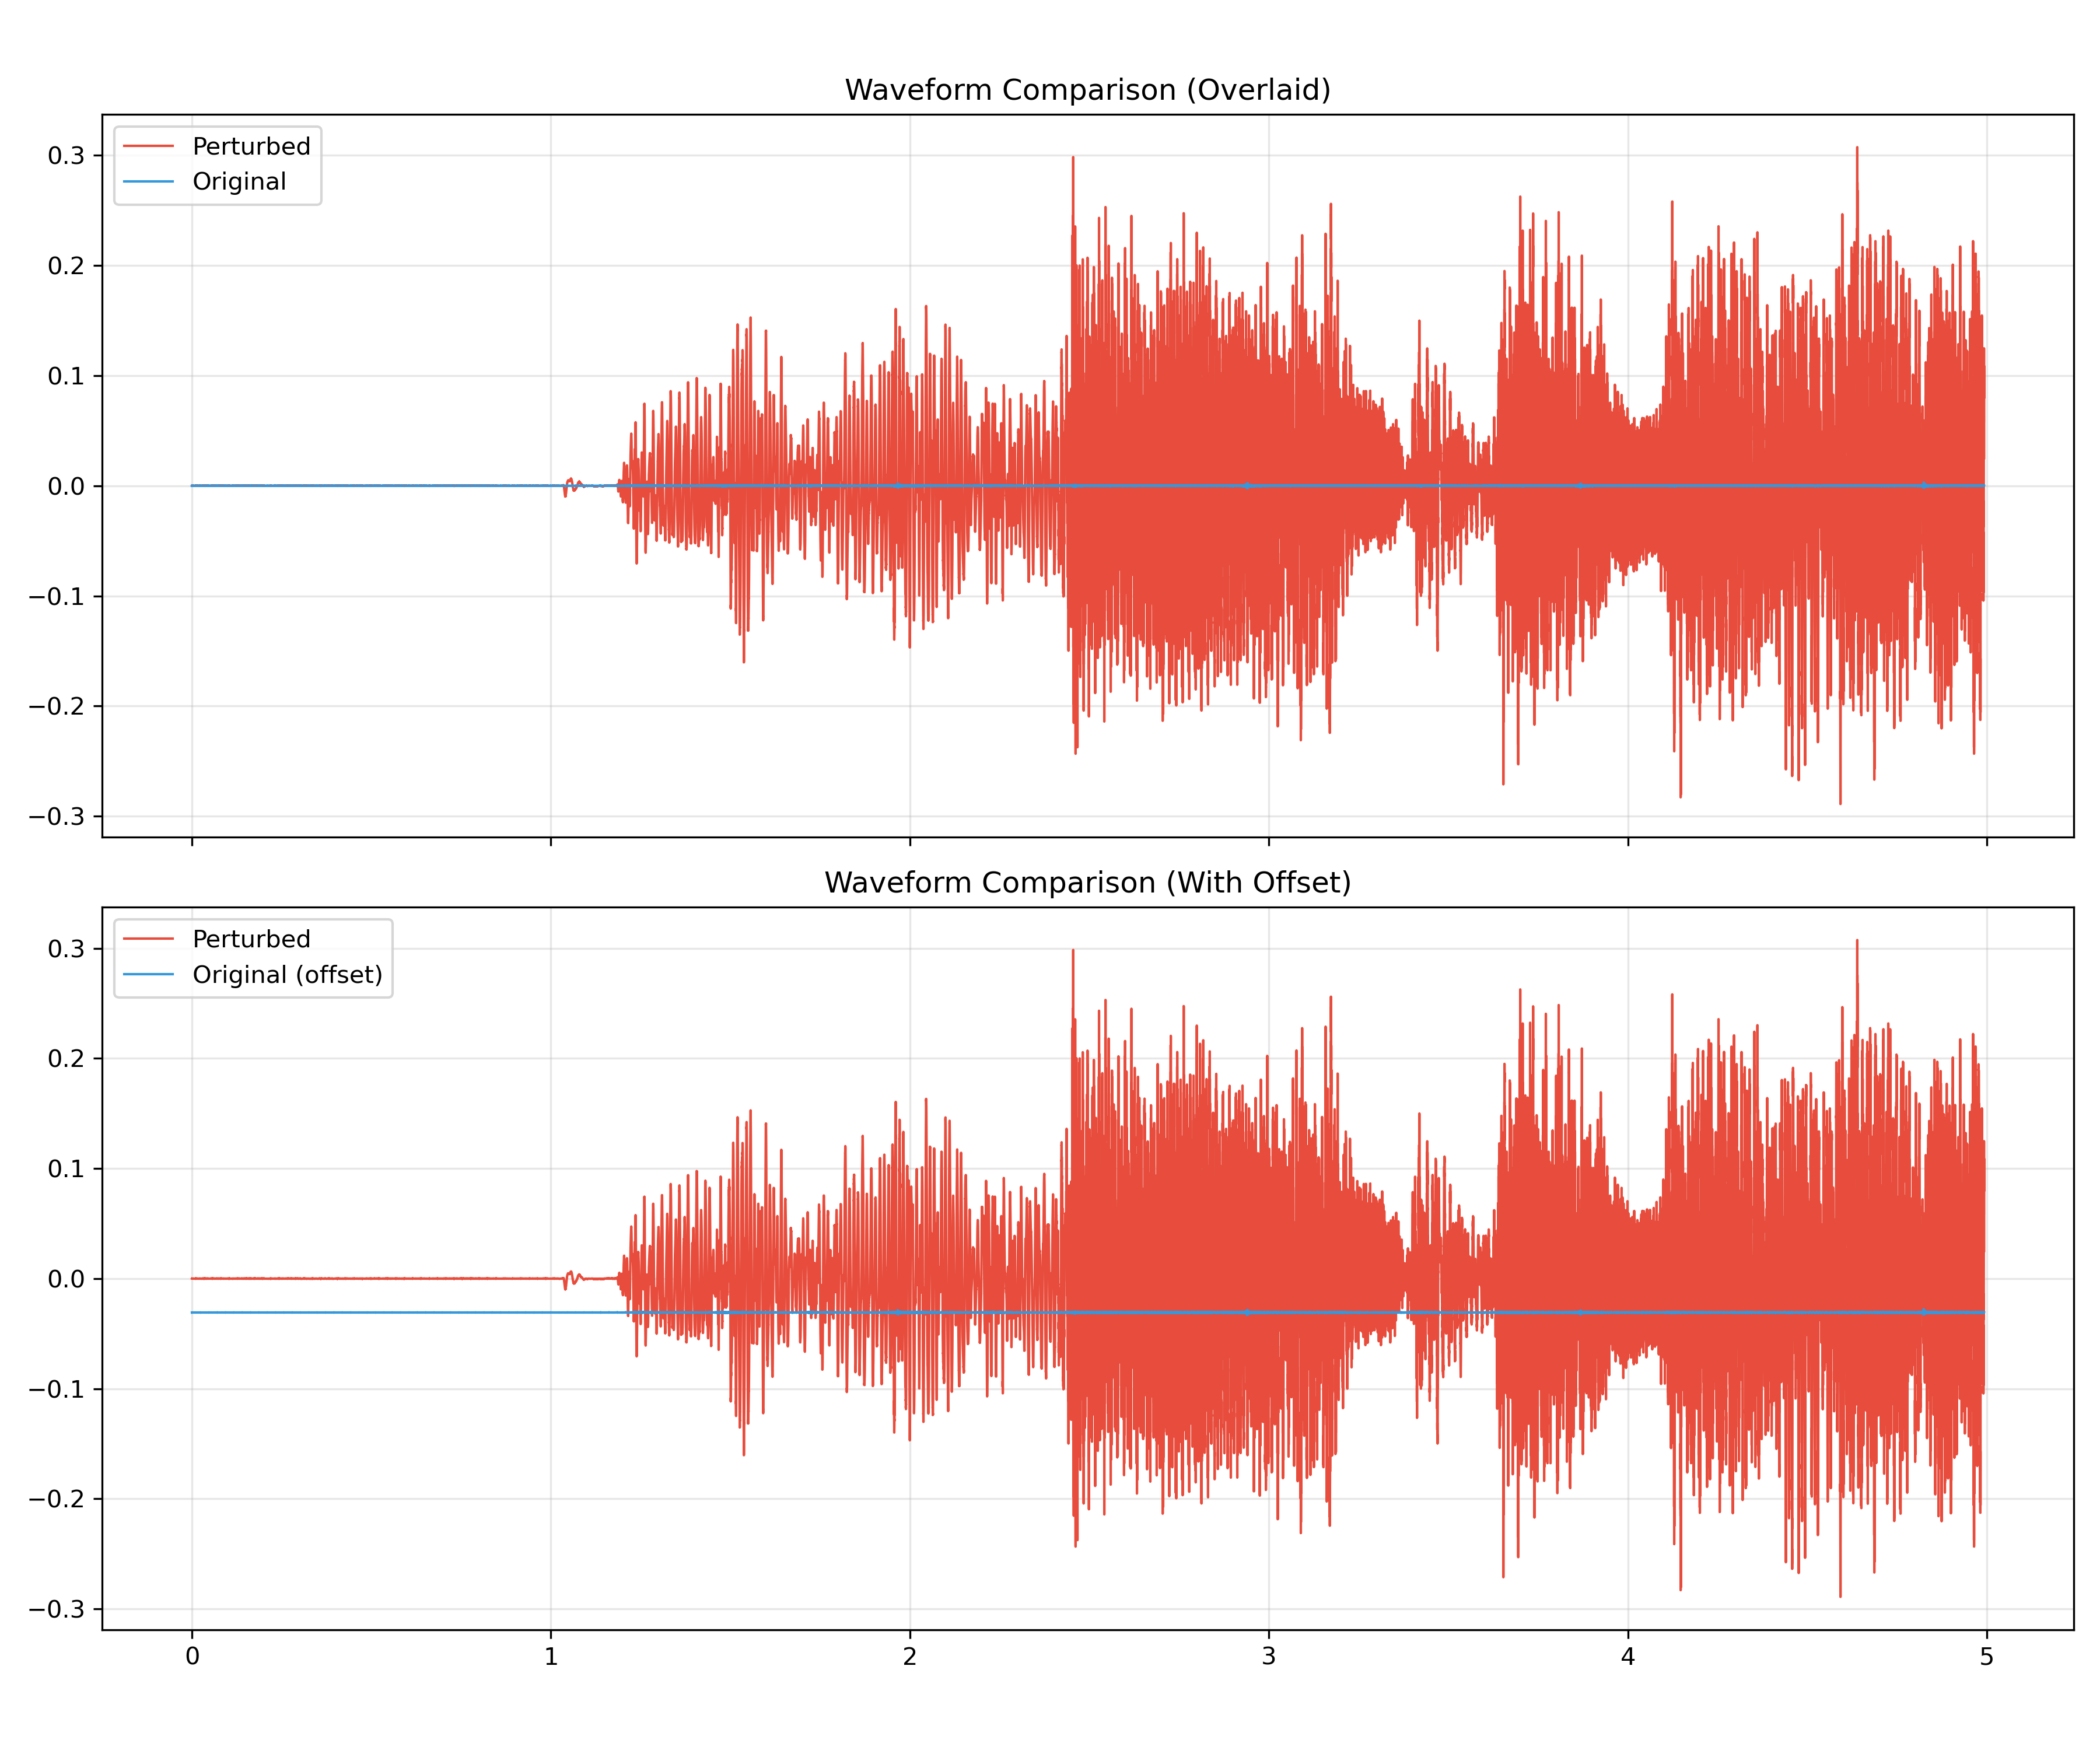 Waveform Comparison (Overlaid)
Perturbed
Original
0.3
0.2
0.1
0.0
−0.1
−0.2
−0.3
Waveform Comparison (With Offset)
Perturbed
Original (offset)
0.3
0.2
0.1
0.0
−0.1
−0.2
−0.3
0 1 2 3 4 5